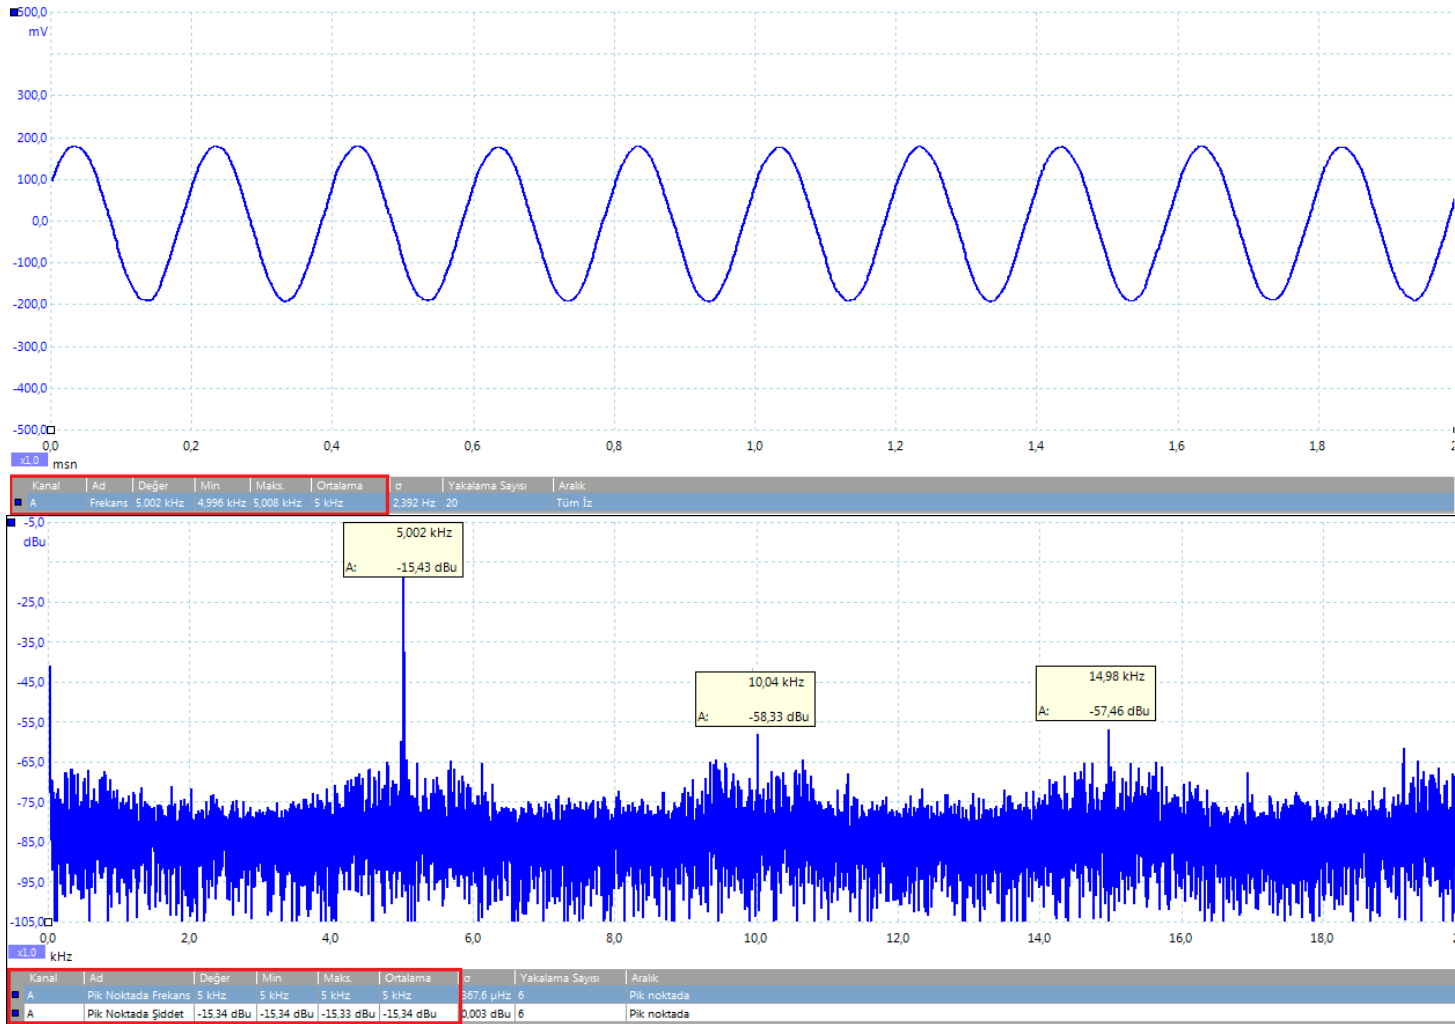 500,0
mV
300,0
200,0
100,0
0,0
-100,0
-200,0
-300,0
-400,0
-500,0
0,0 0,2 0,4 0,6 0,8 1,0 1,2 1,4 1,6 1,8 2
x1,0 msn
Kanal Ad Değer Min Maks. Ortalama σ Yakalama Sayısı Aralık
A Frekans 5,002 kHz 4,996 kHz 5,008 kHz 5 kHz 2,392 Hz 20 Tüm İz
-5,0
dBu
5,002 kHz
A: -15,43 dBu
-25,0
-35,0
-45,0
10,04 kHz
A: -58,33 dBu
14,98 kHz
A: -57,46 dBu
-55,0
-65,0
-75,0
-85,0
-95,0
-105,0
0,0 2,0 4,0 6,0 8,0 10,0 12,0 14,0 16,0 18,0 2
x1,0 kHz
Kanal Ad Değer Min Maks. Ortalama σ Yakalama Sayısı Aralık
A Pik Noktada Frekans 5 kHz 5 kHz 5 kHz 5 kHz 367,6 µHz 6 Pik noktada
A Pik Noktada Şiddet -15,34 dBu -15,34 dBu -15,33 dBu -15,34 dBu 0,003 dBu 6 Pik noktada